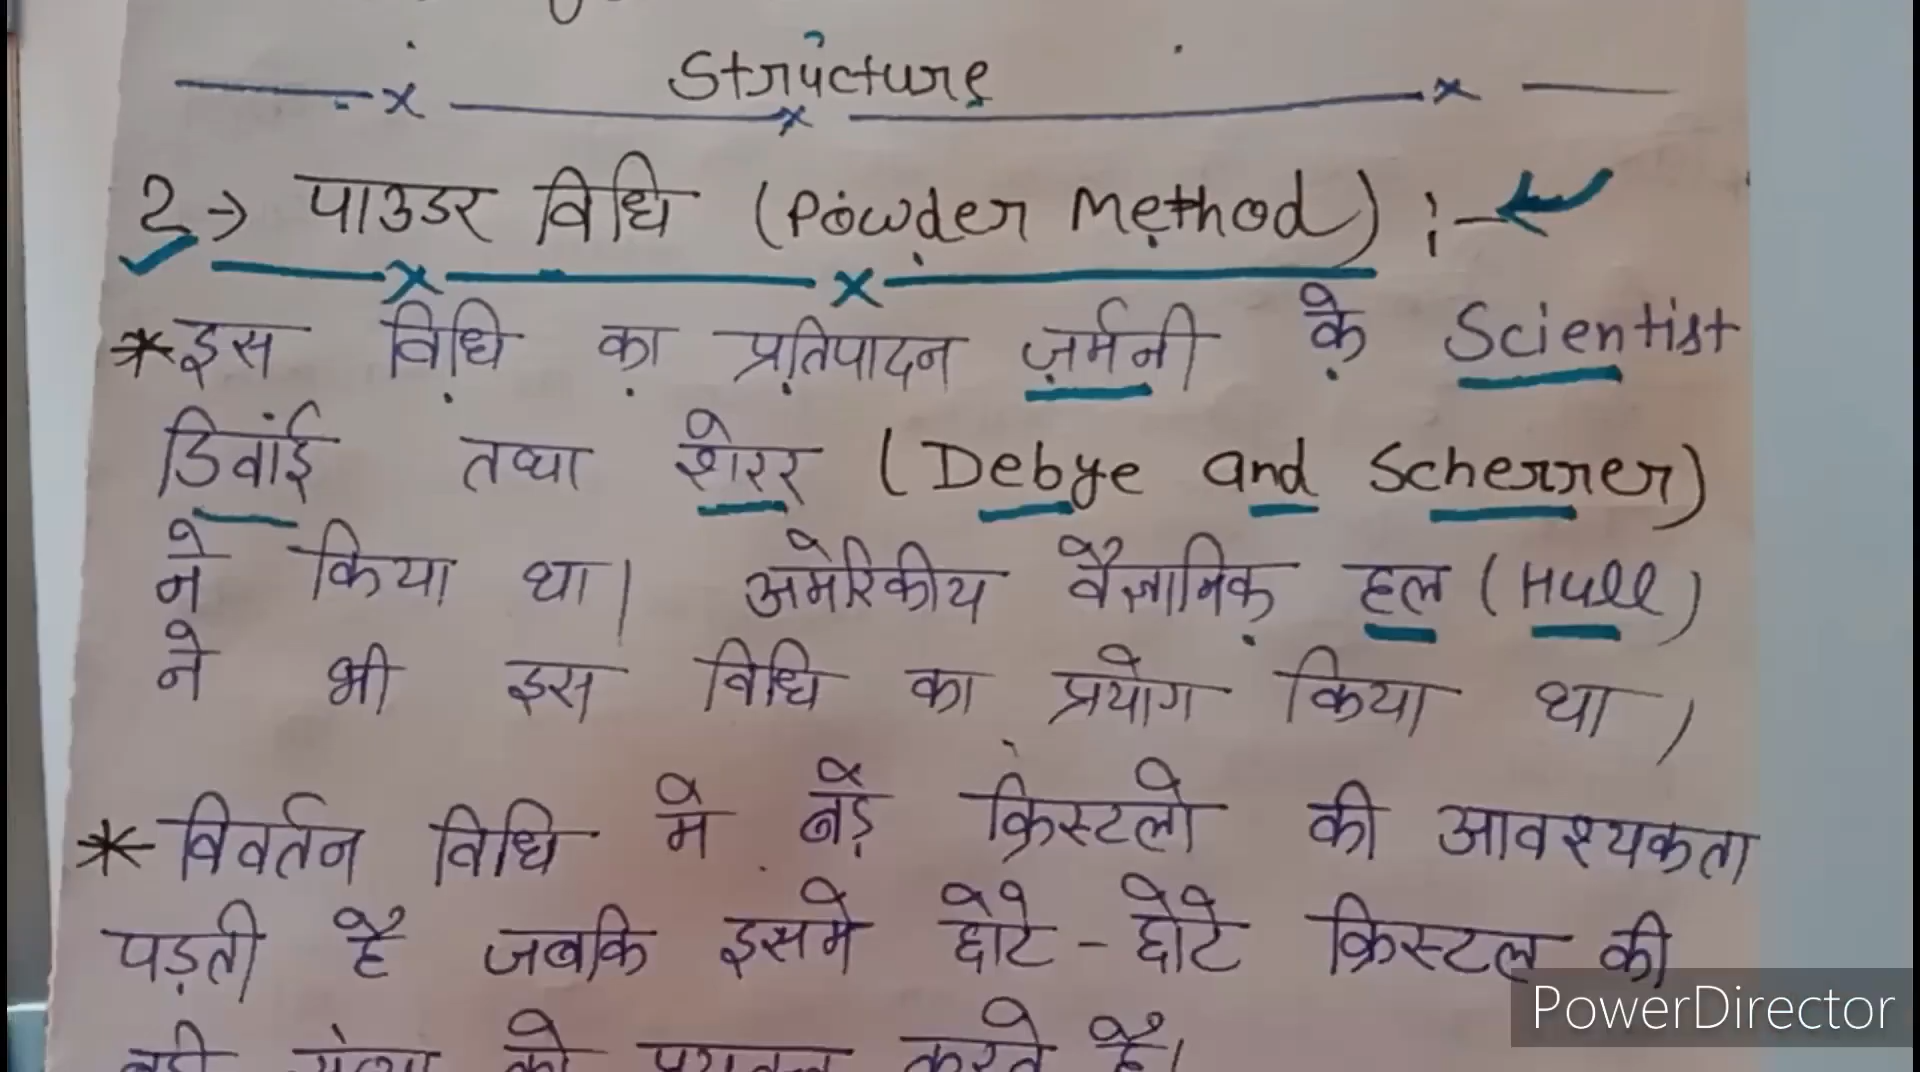 Structure
2→ पाउडर विधि (Powder Method) :-
*इस विधि का प्रतिपादन ज़र्मनी के Scientist
डिवांई तथा शेरर (Debye and Scherrer)
ने किया था। अमेरिकीय वैज्ञानिक हल (Hull)
ने भी इस विधि का प्रयोग किया था।
* विवर्तन विधि मे बड़े क्रिस्टलो की आवश्यकता
पड़ती है जबकि इसमे छोटे-छोटे क्रिस्टल की
को करते है।
PowerDirector